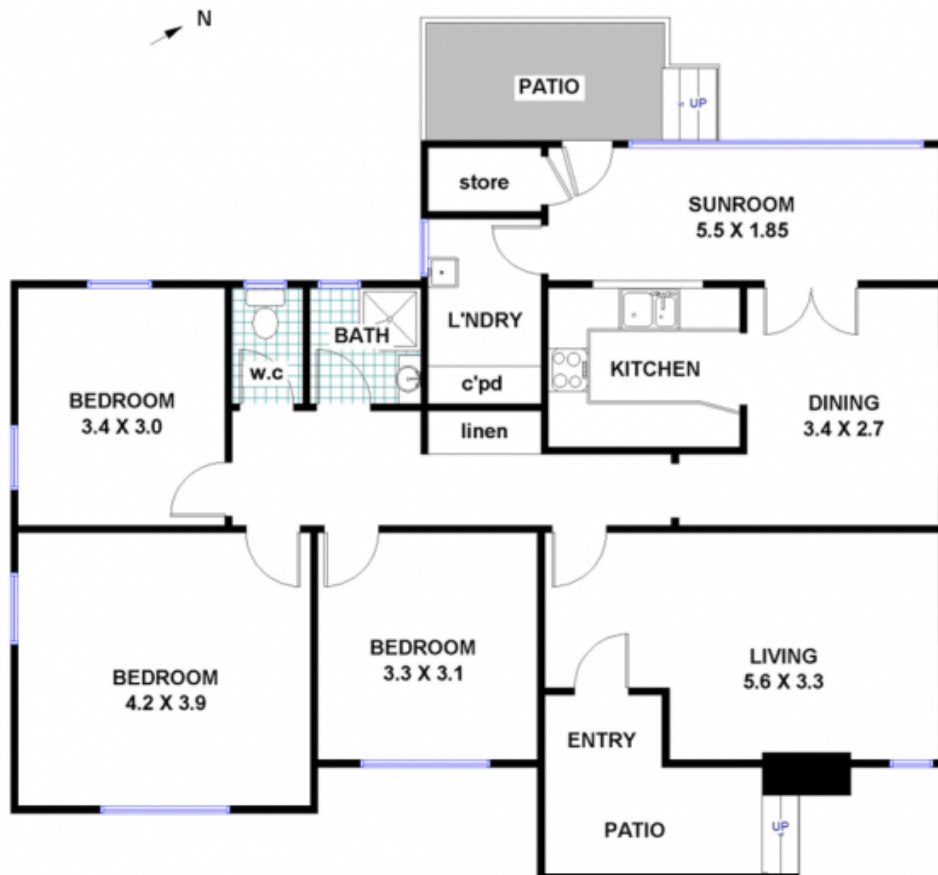 N
PATIO
UP
store
SUNROOM
5.5 X 1.85
L'NDRY
BATH
w.c
KITCHEN
c'pd
BEDROOM
3.4 X 3.0
DINING
3.4 X 2.7
linen
BEDROOM
4.2 X 3.9
BEDROOM
3.3 X 3.1
LIVING
5.6 X 3.3
ENTRY
PATIO
UP